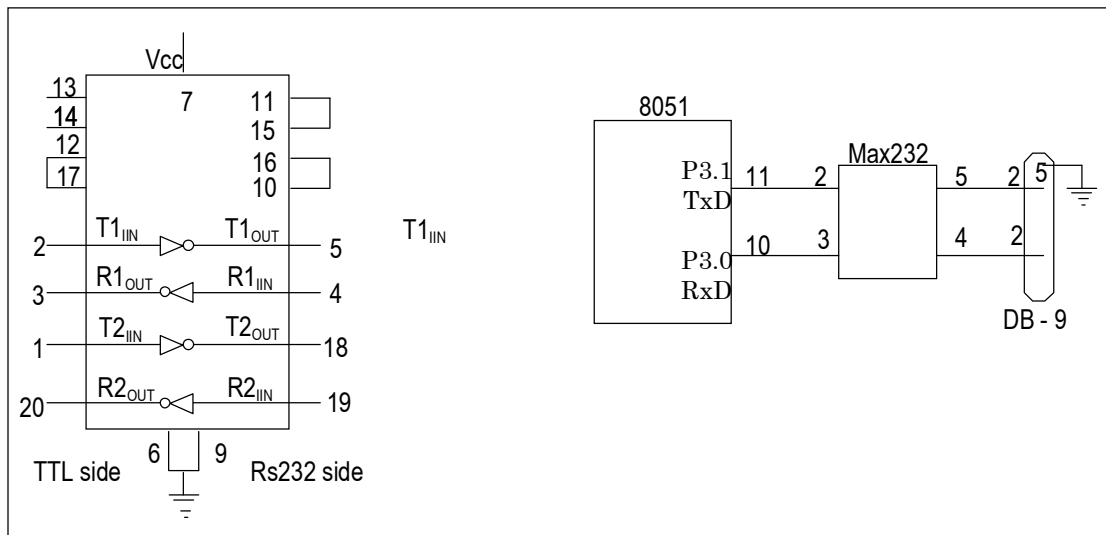 Vcc
13
7
11
14
15
12
16
17
10
2
T1IIN
T1OUT
5
3
R1OUT
R1IIN
4
1
T2IIN
T2OUT
18
20
R2OUT
R2IIN
19
6
9
TTL side
Rs232 side
T1IIN
8051
Max232
P3.1
TxD
11
2
5
2
5
P3.0
RxD
10
3
4
2
DB - 9